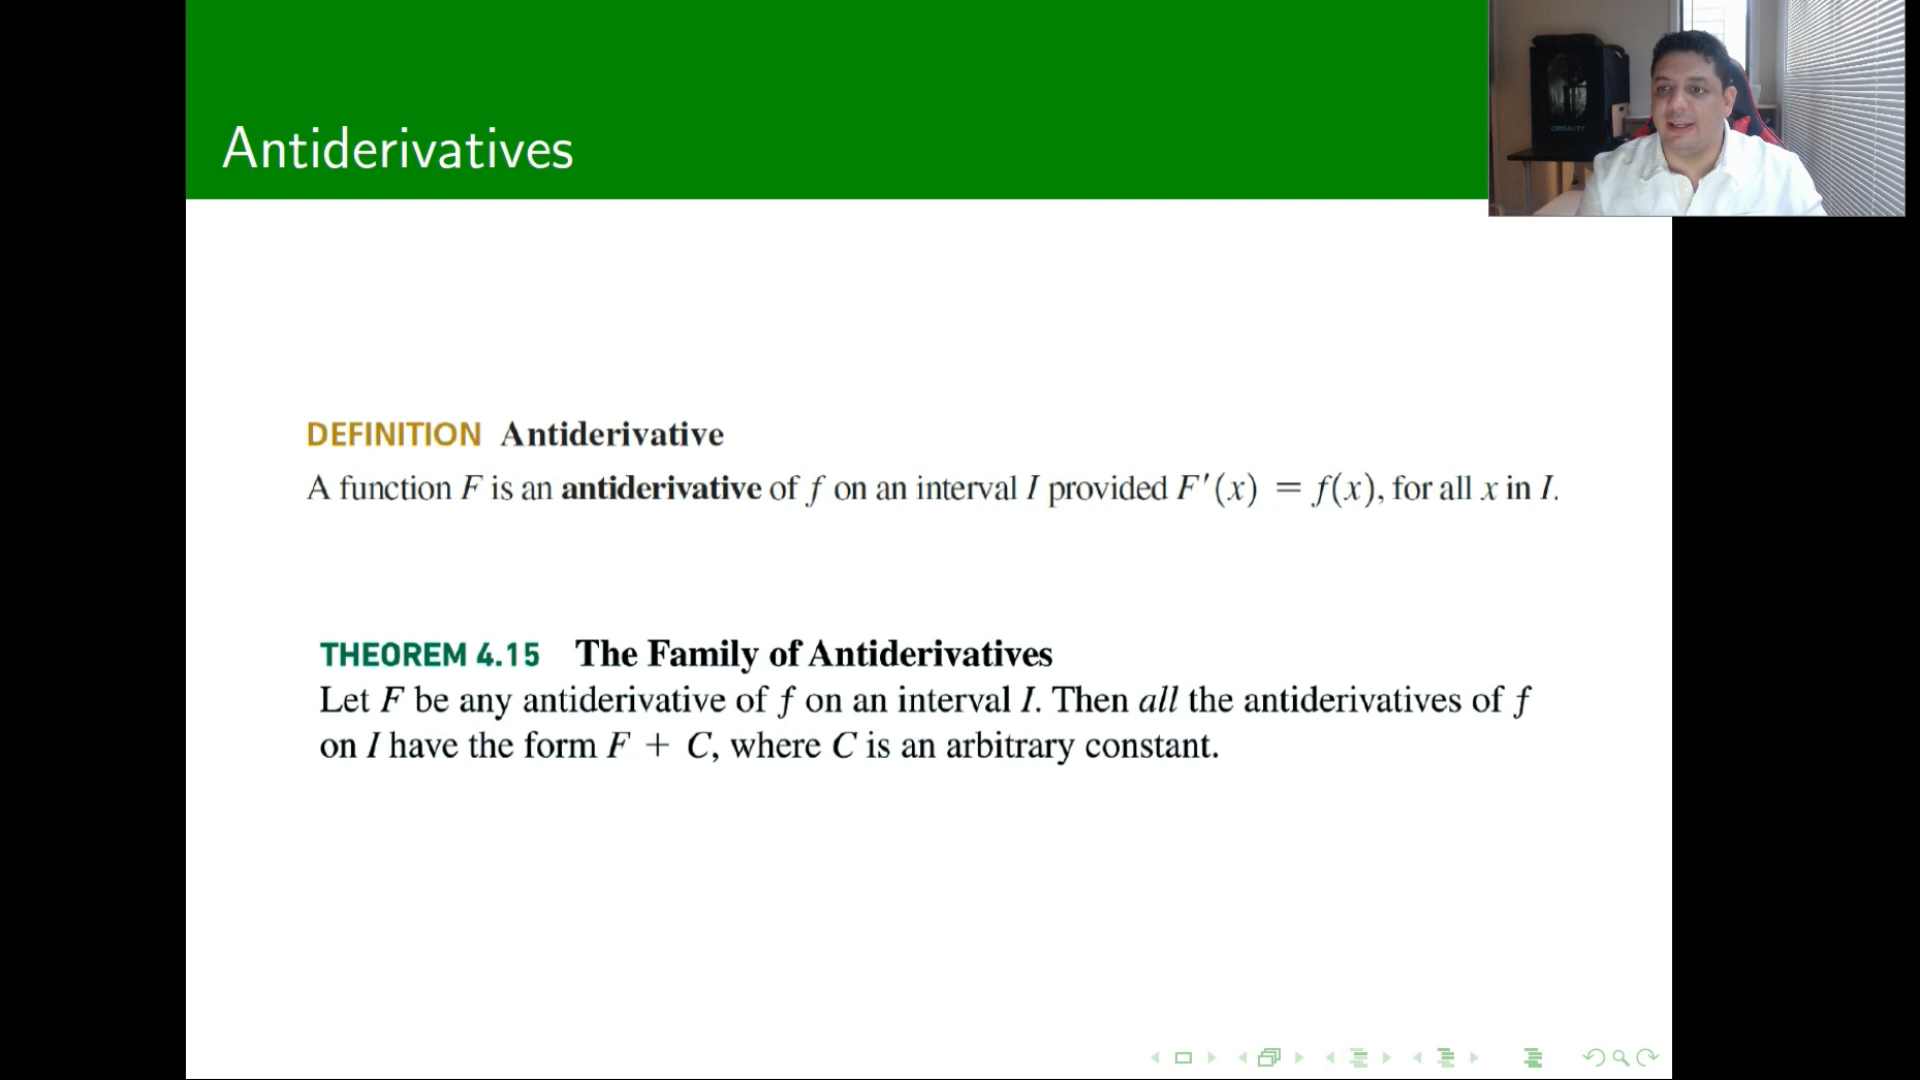 Antiderivatives
DEFINITION Antiderivative
A function F is an antiderivative of f on an interval I provided F′(x) = f(x), for all x in I.
THEOREM 4.15 The Family of Antiderivatives
Let F be any antiderivative of f on an interval I. Then all the antiderivatives of f
on I have the form F + C, where C is an arbitrary constant.